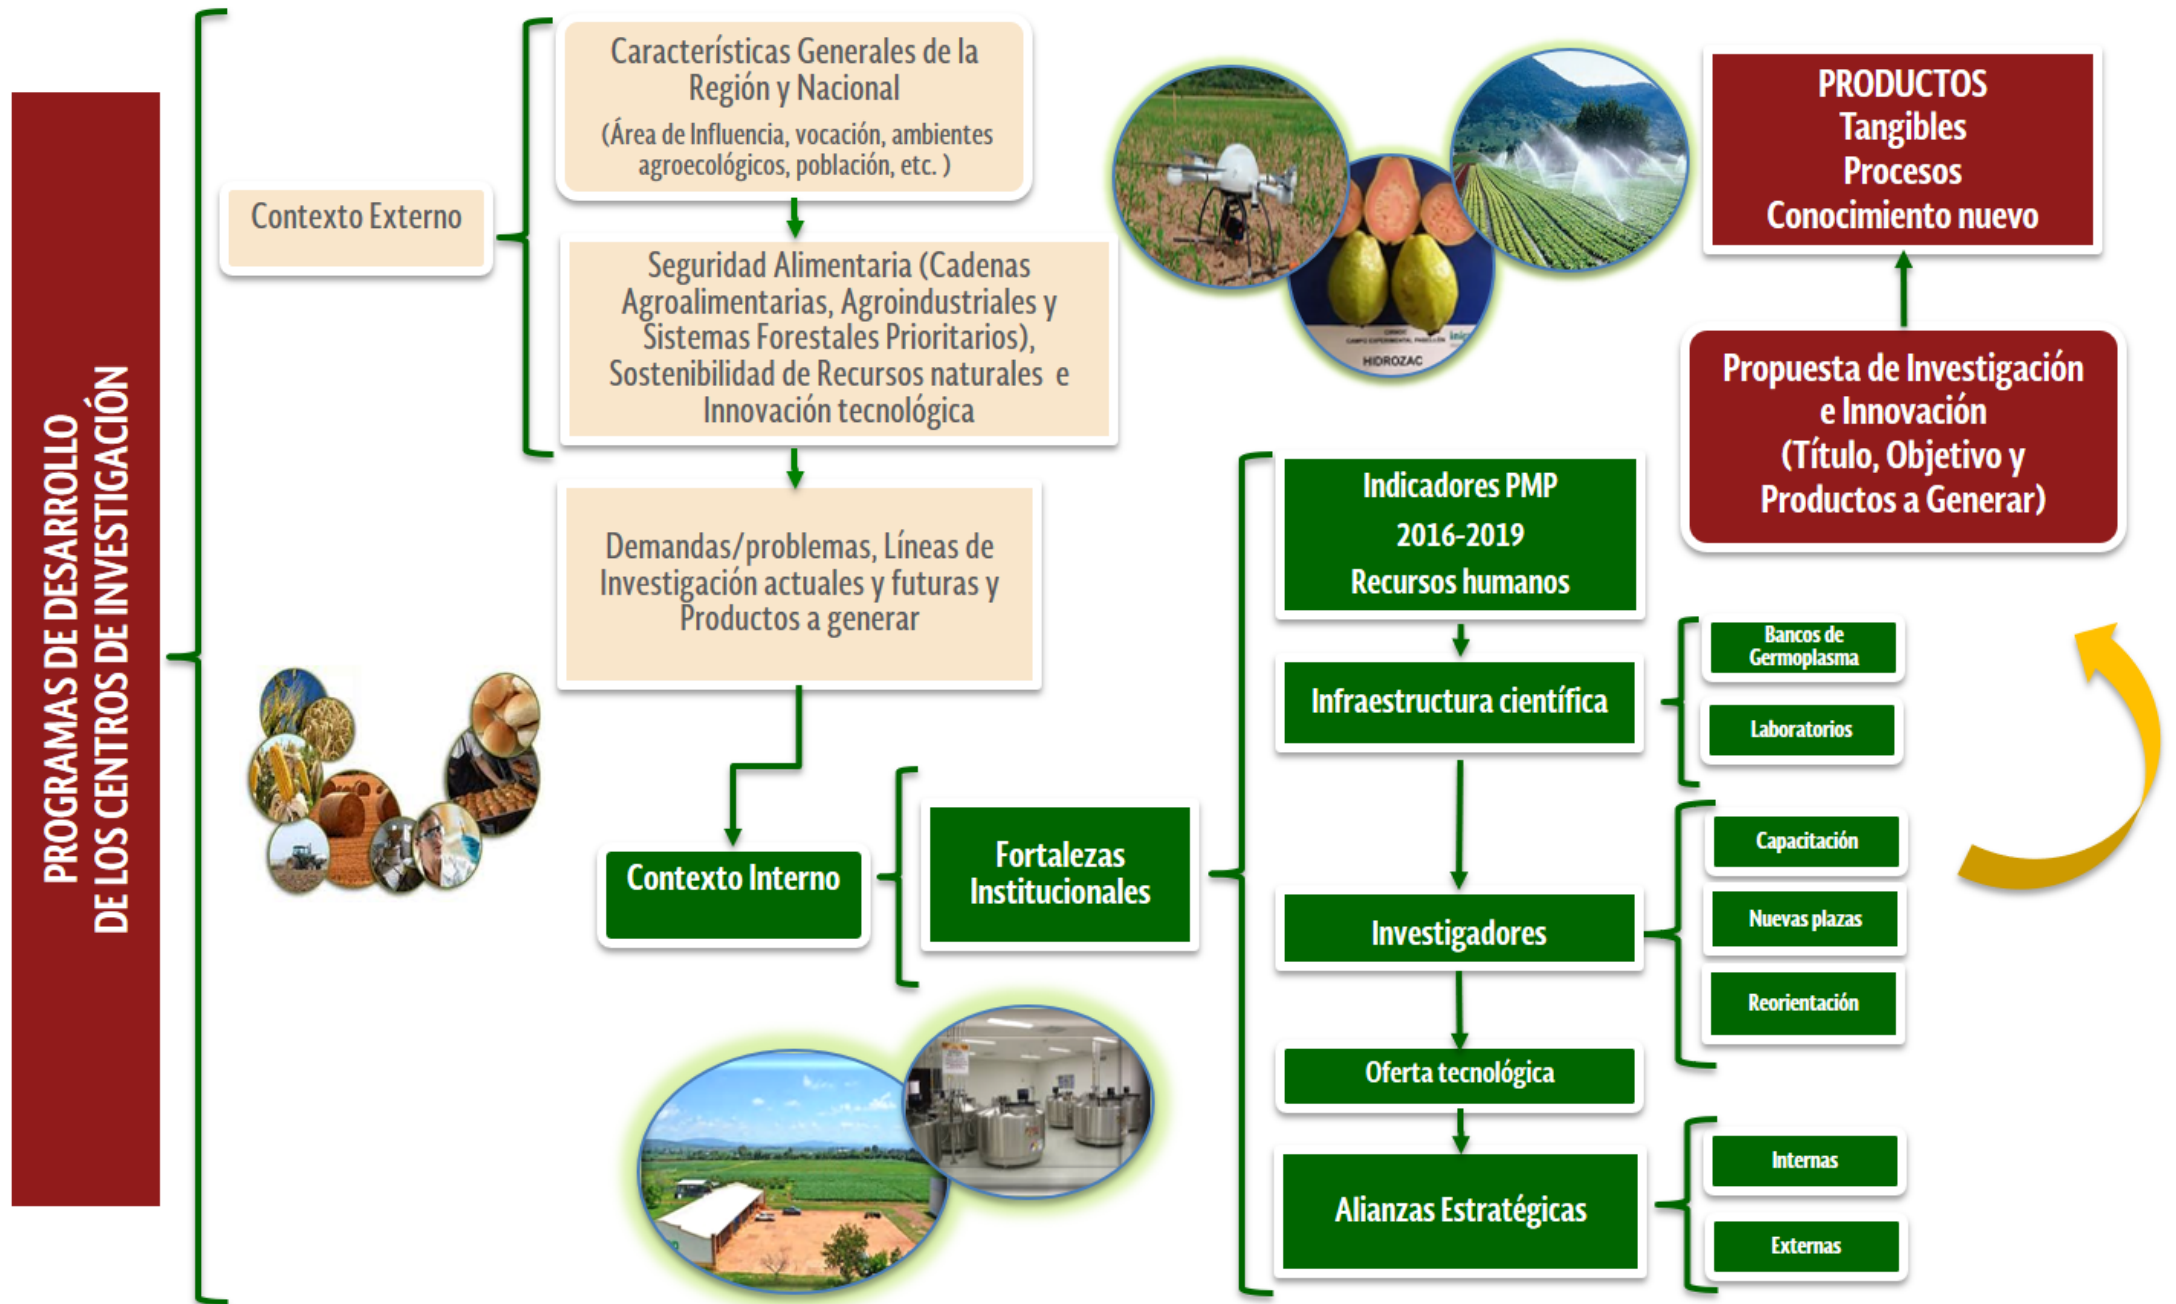 PROGRAMAS DE DESARROLLO
DE LOS CENTROS DE INVESTIGACIÓN
Contexto Externo
Características Generales de la
Región y Nacional
(Área de Influencia, vocación, ambientes
agroecológicos, población, etc. )
Seguridad Alimentaria (Cadenas
Agroalimentarias, Agroindustriales y
Sistemas Forestales Prioritarios),
Sostenibilidad de Recursos naturales e
Innovación tecnológica
Demandas/problemas, Líneas de
Investigación actuales y futuras y
Productos a generar
Contexto Interno
Fortalezas
Institucionales
Indicadores PMP
2016-2019
Recursos humanos
Infraestructura científica
Bancos de
Germoplasma
Laboratorios
Investigadores
Capacitación
Nuevas plazas
Reorientación
Oferta tecnológica
Alianzas Estratégicas
Internas
Externas
Propuesta de Investigación
e Innovación
(Título, Objetivo y
Productos a Generar)
PRODUCTOS
Tangibles
Procesos
Conocimiento nuevo
CAMPO EXPERIMENTAL PABELLÓN
HIDROZAC